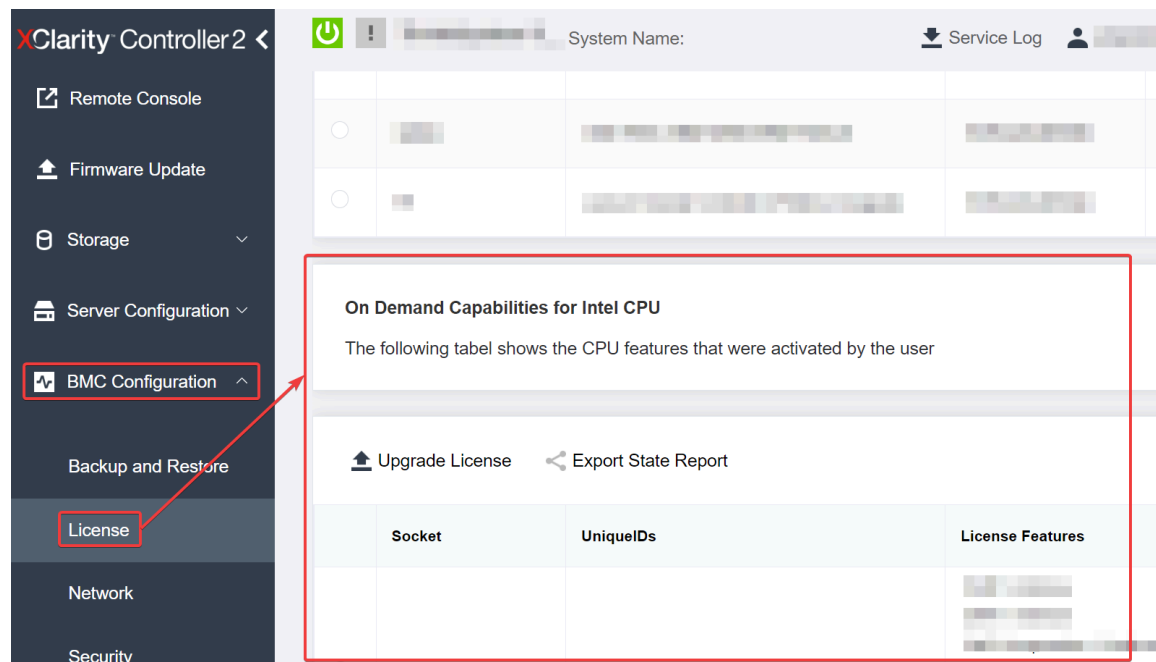 XClarity Controller 2
System Name:
Service Log
Remote Console
Firmware Update
Storage
Server Configuration
BMC Configuration
Backup and Restore
License
Network
Security
On Demand Capabilities for Intel CPU
The following tabel shows the CPU features that were activated by the user
Upgrade License
Export State Report
Socket
UniqueIDs
License Features